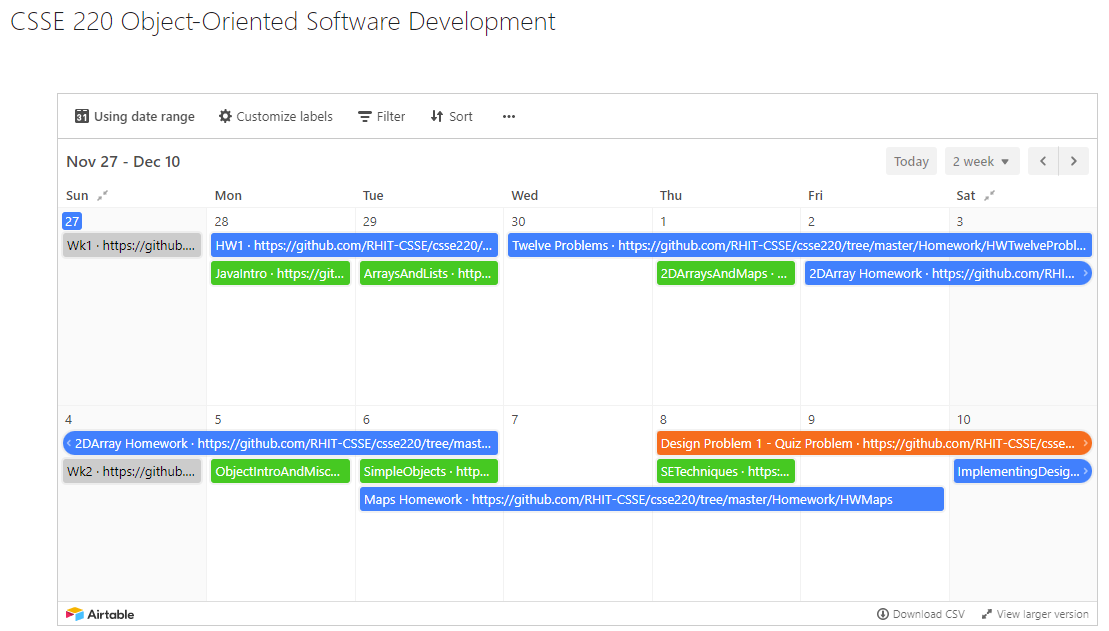 CSSE 220 Object-Oriented Software Development
31 Using date range Customize labels Filter Sort ...
Nov 27 - Dec 10 Today 2 week
Sun Mon Tue Wed Thu Fri Sat
27 28 29 30 1 2 3
Wk1 · https://github.... HW1 · https://github.com/RHIT-CSSE/csse220/... Twelve Problems · https://github.com/RHIT-CSSE/csse220/tree/master/Homework/HWTwelveProbl...
JavaIntro · https://git... ArraysAndLists · http... 2DArraysAndMaps · ... 2DArray Homework · https://github.com/RHI...
4 5 6 7 8 9 10
2DArray Homework · https://github.com/RHIT-CSSE/csse220/tree/mast... Design Problem 1 - Quiz Problem · https://github.com/RHIT-CSSE/csse...
Wk2 · https://github.... ObjectIntroAndMisc... SimpleObjects · http... SETechniques · https:... ImplementingDesig...
Maps Homework · https://github.com/RHIT-CSSE/csse220/tree/master/Homework/HWMaps
Airtable Download CSV View larger version